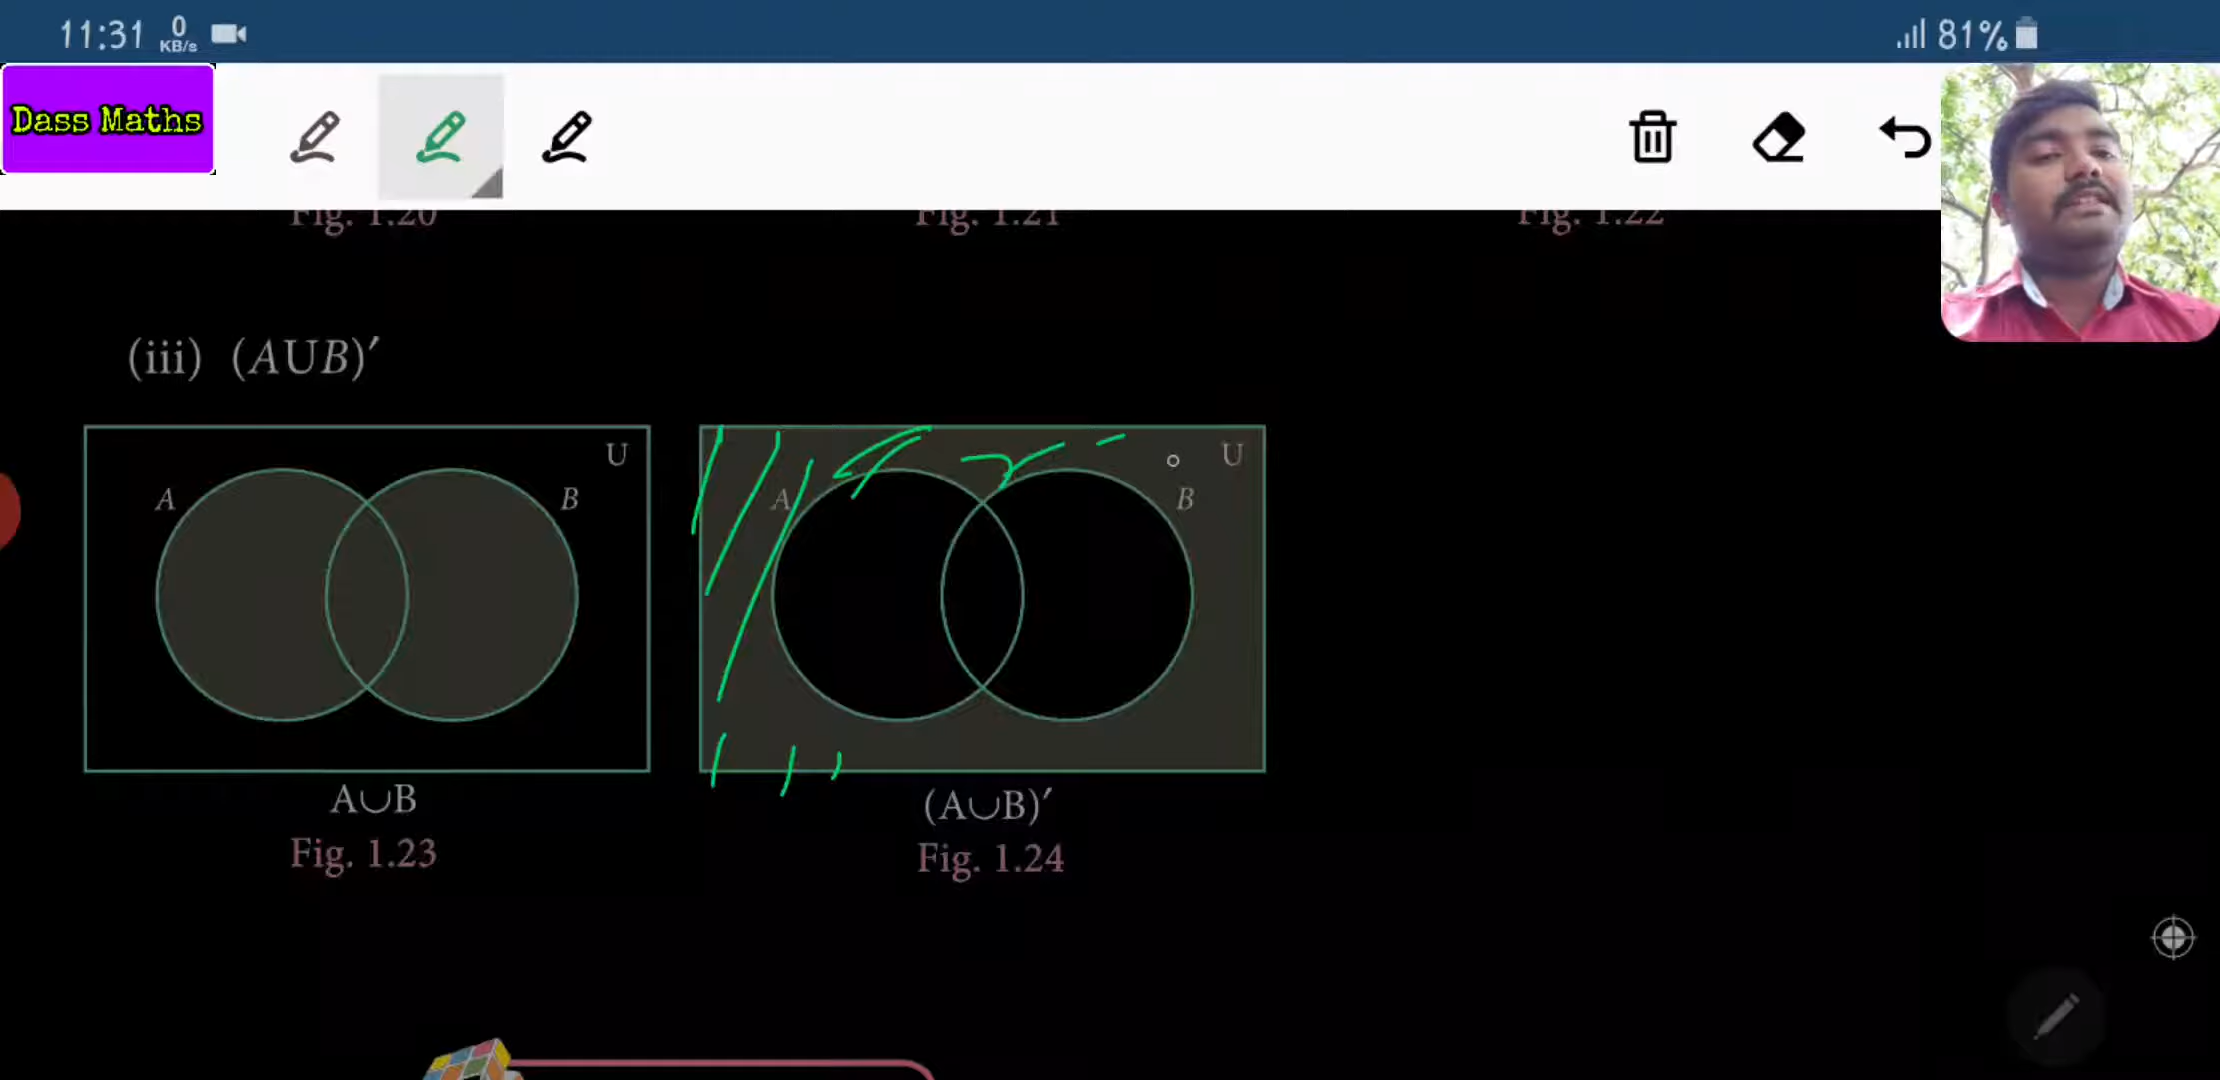 11:31 0 KB/s 81%
Dass Maths
Fig. 1.20 Fig. 1.21 Fig. 1.22
(iii) (AUB)′
U
A B
U
A B
A∪B
(A∪B)′
Fig. 1.23
Fig. 1.24